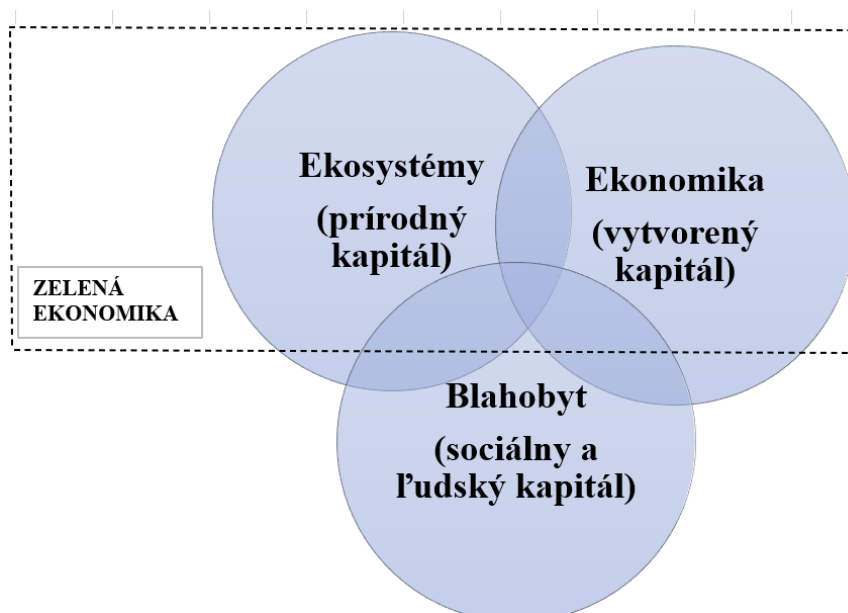 Ekosystémy
(prírodný
kapitál)
Ekonomika
(vytvorený
kapitál)
ZELENÁ
EKONOMIKA
Blahobyt
(sociálny a
ľudský kapitál)